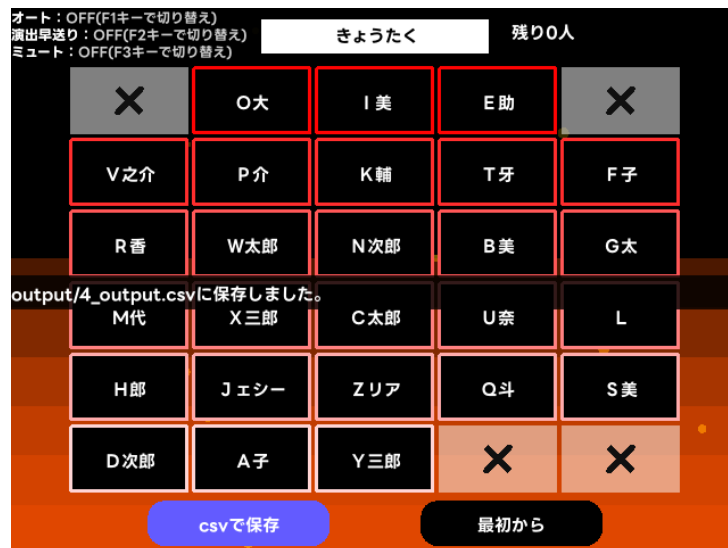 オート：OFF(F1キーで切り替え)
演出早送り：OFF(F2キーで切り替え)
ミュート：OFF(F3キーで切り替え)
きょうたく
残り0人
O大 I美 E助
V之介 P介 K輔 T牙 F子
R香 W太郎 N次郎 B美 G太
output/4_output.csvに保存しました。
M代 X三郎 C太郎 U奈 L
H郎 Jェシー Zリア Q斗 S美
D次郎 A子 Y三郎
csvで保存 最初から